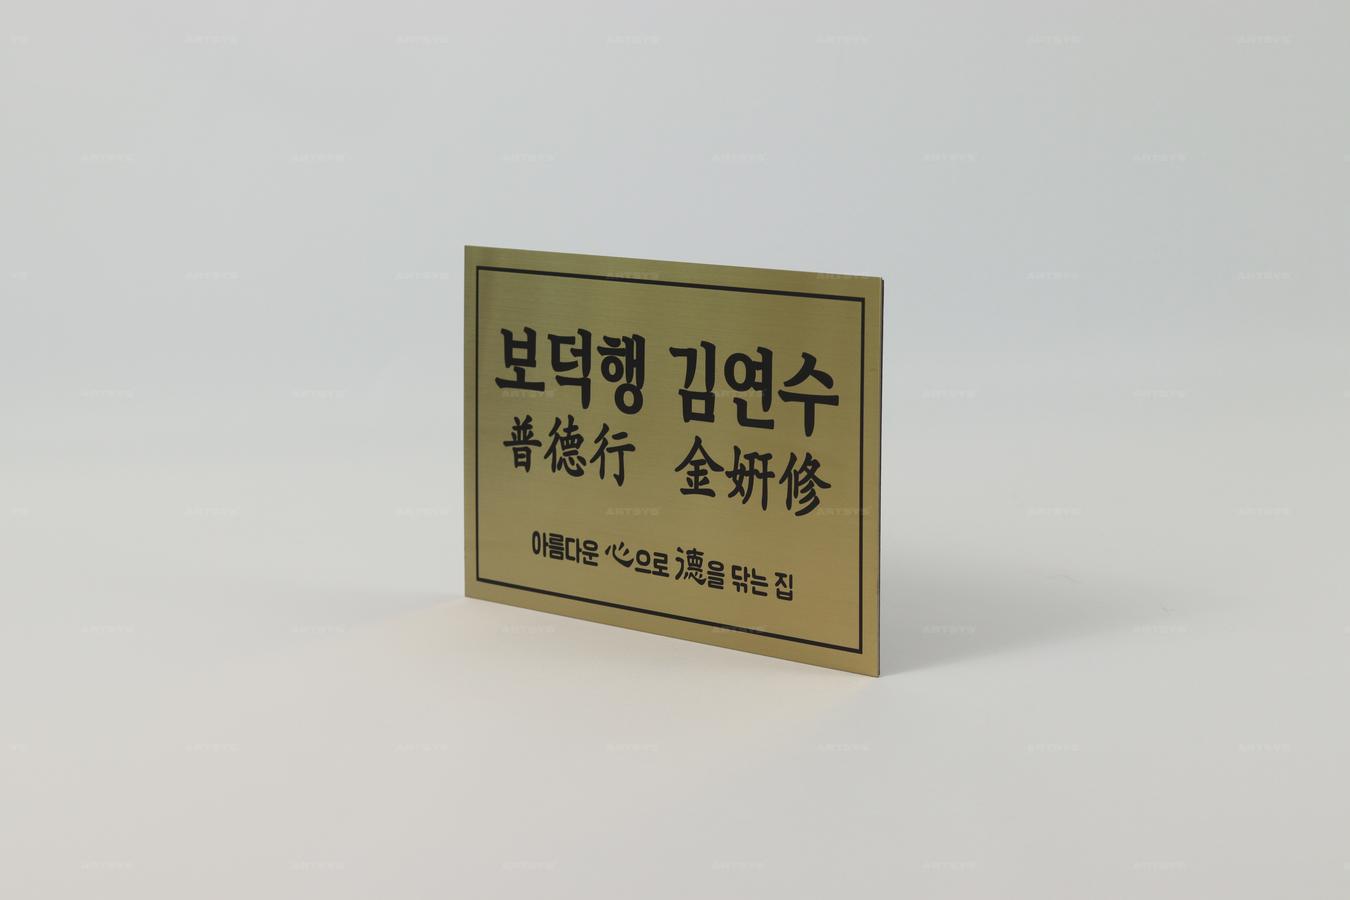 보덕행 김연수
普德行 金姸修
아름다운 心으로 德을 닦는 집
ARTSYS